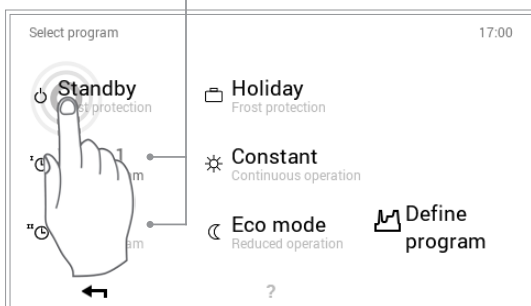 Select program
17:00
Standby
Holiday
Frost protection
Constant
Continuous operation
Eco mode
Reduced operation
Define
program
?